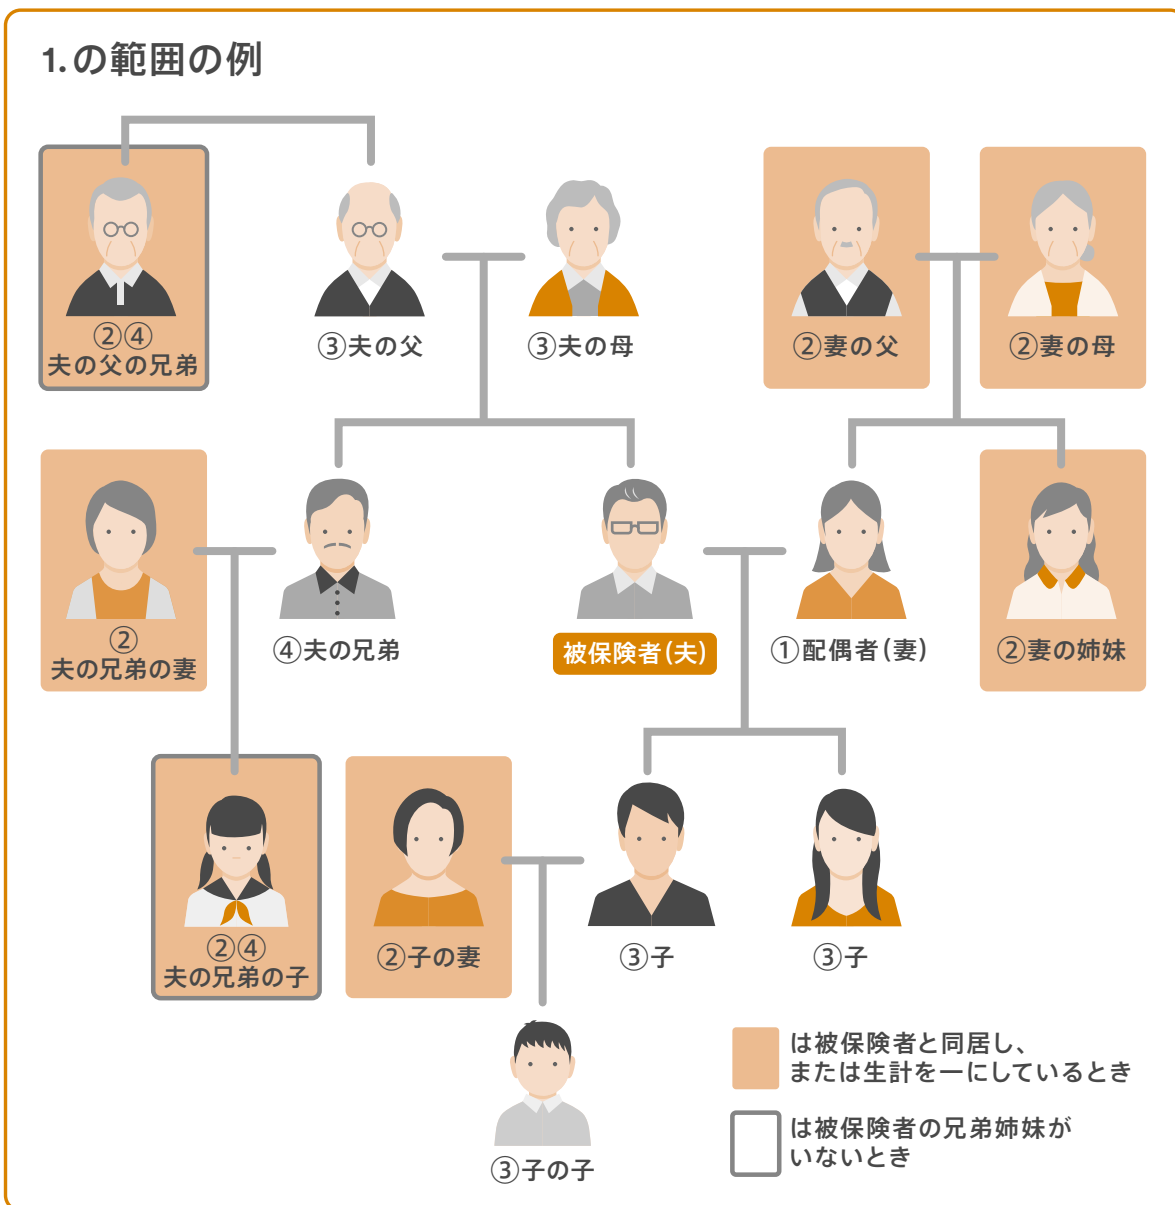 1.の範囲の例
②④
夫の父の兄弟
③夫の父
③夫の母
②妻の父
②妻の母
②
夫の兄弟の妻
④夫の兄弟
被保険者(夫)
①配偶者(妻)
②妻の姉妹
②④
夫の兄弟の子
②子の妻
③子
③子
③子の子
は被保険者と同居し、
または生計を一にしているとき
は被保険者の兄弟姉妹が
いないとき